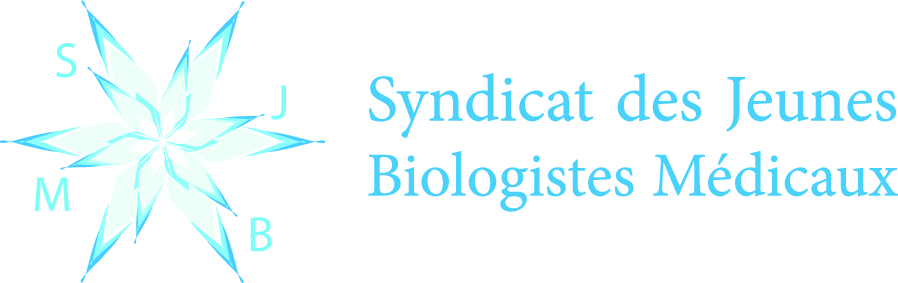 S
J
M
B
Syndicat des Jeunes
Biologistes Médicaux